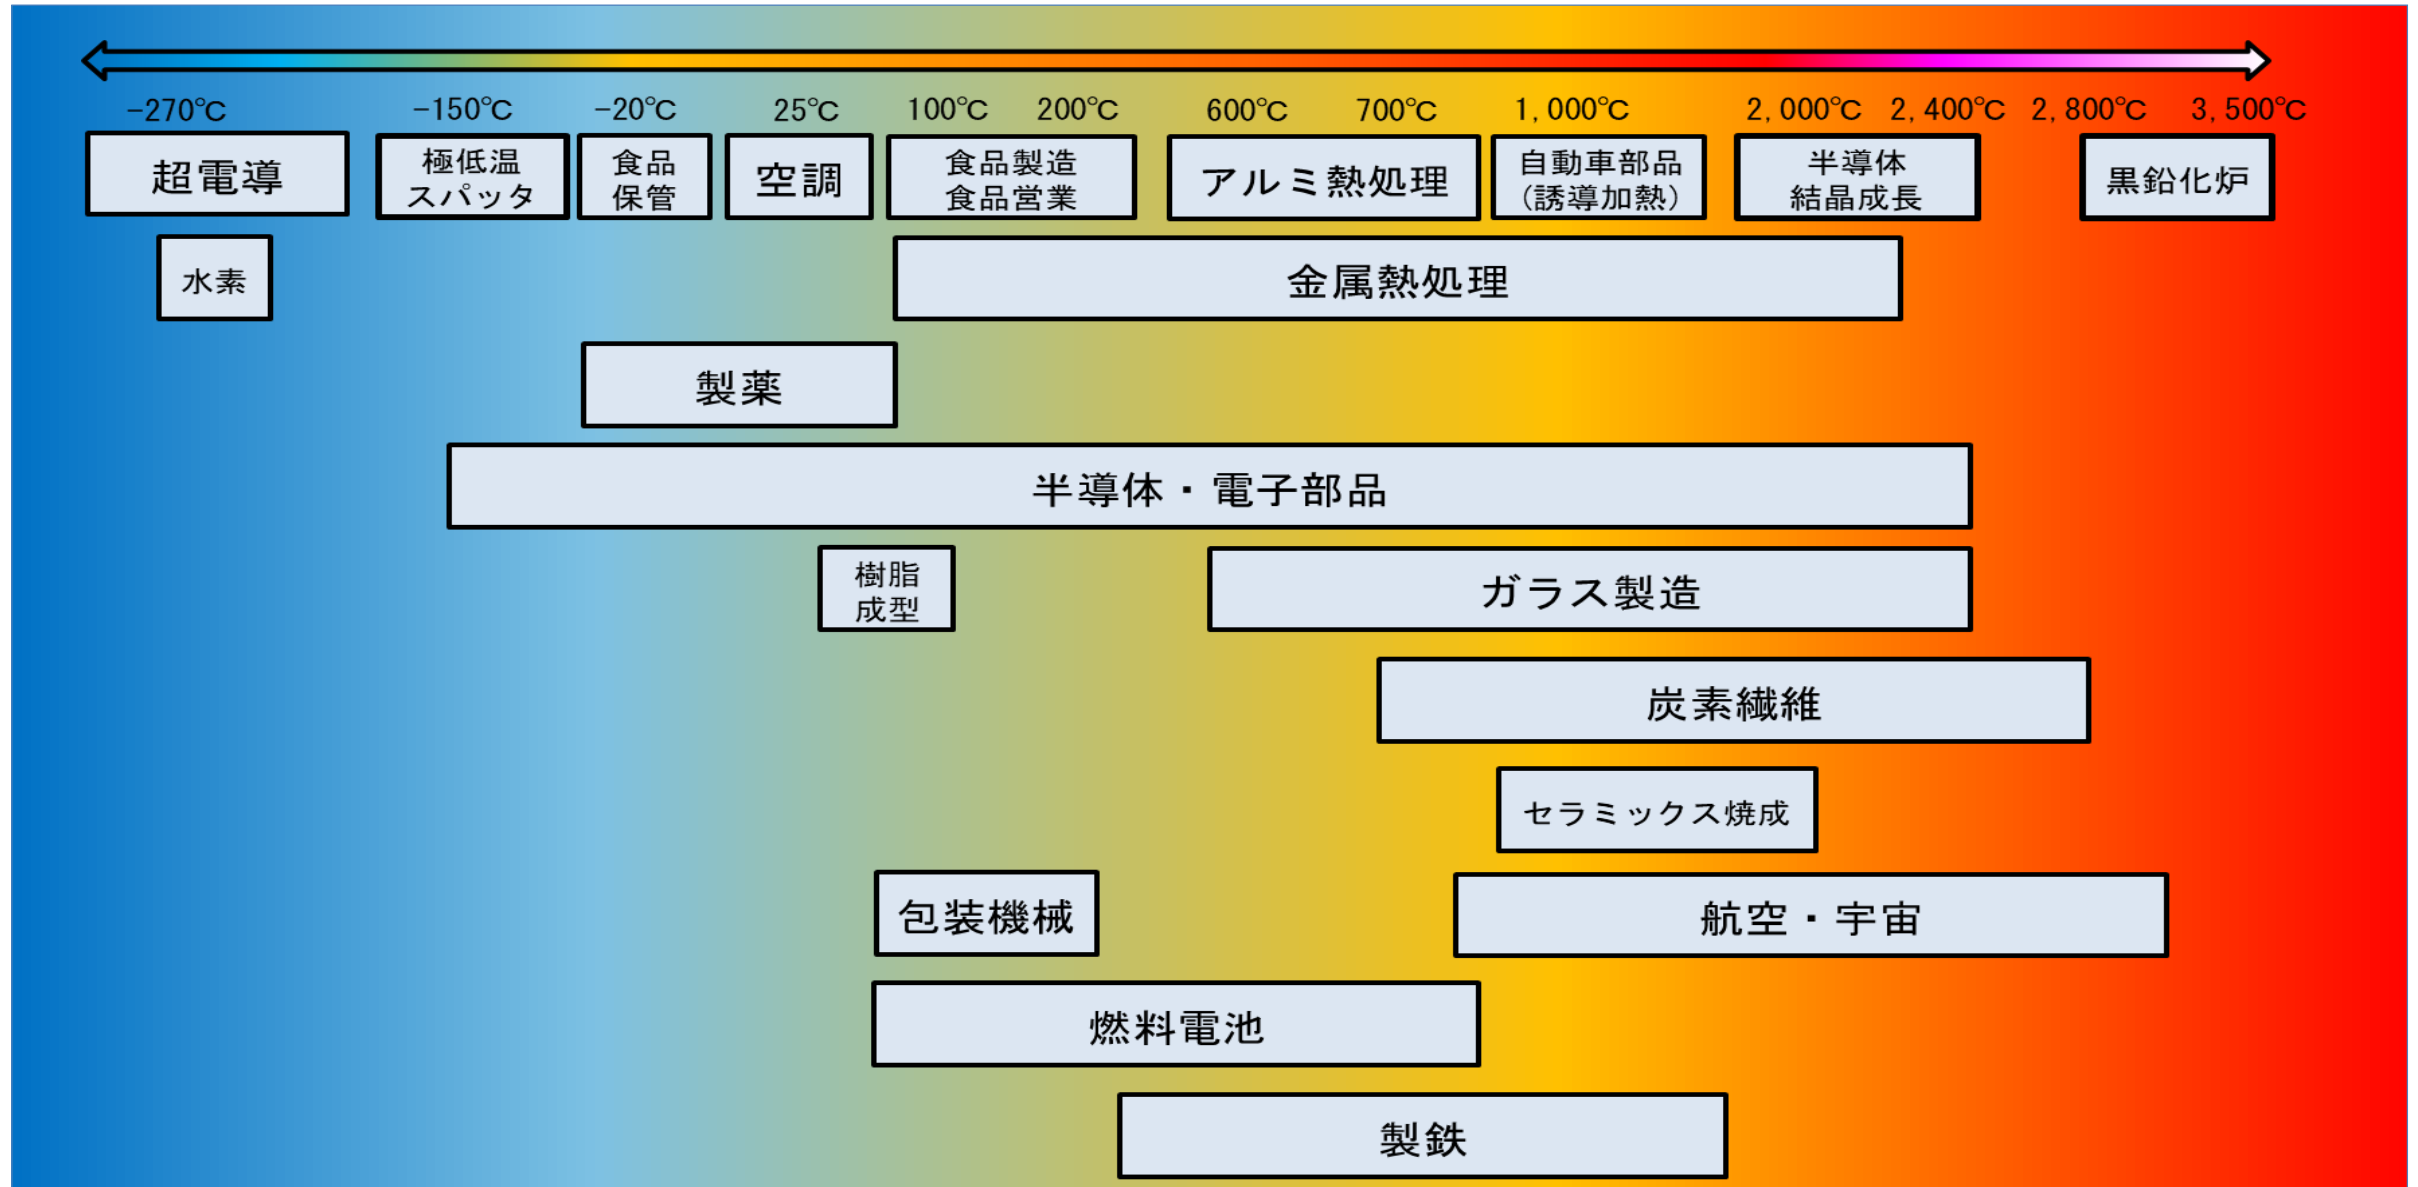 -270℃
-150℃
-20℃
25℃
100℃
200℃
600℃
700℃
1,000℃
2,000℃
2,400℃
2,800℃
3,500℃
超電導
極低温
スパッタ
食品
保管
空調
食品製造
食品営業
アルミ熱処理
自動車部品
(誘導加熱)
半導体
結晶成長
黒鉛化炉
水素
金属熱処理
製薬
半導体・電子部品
樹脂
成型
ガラス製造
炭素繊維
セラミックス焼成
包装機械
航空・宇宙
燃料電池
製鉄